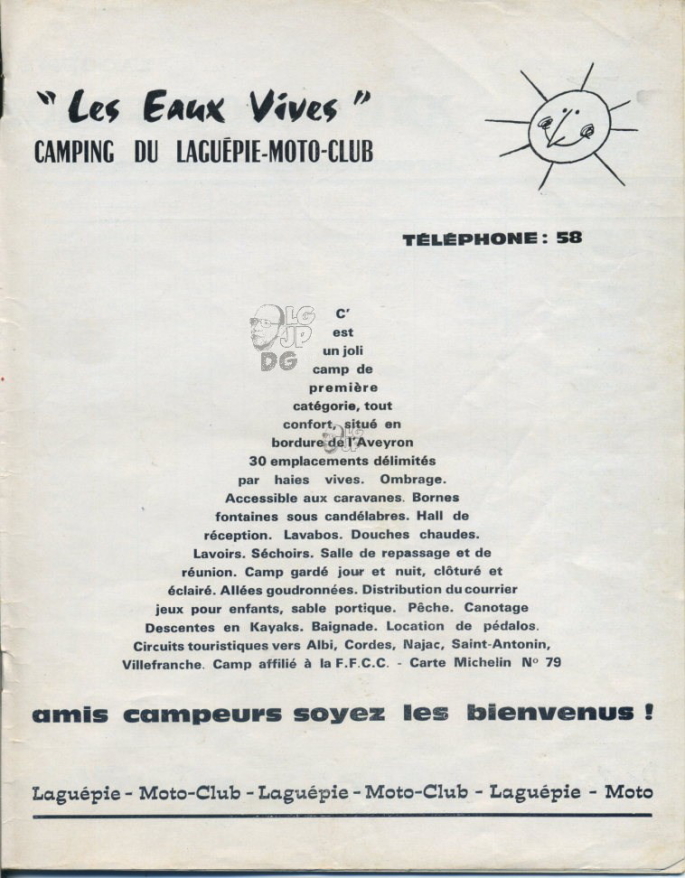 “Les Eaux Vives”
CAMPING DU LAGUÉPIE-MOTO-CLUB
TÉLÉPHONE: 58
LG
JP
DG
C'
est
un joli
camp de
première
catégorie, tout
confort, situé en
bordure de l'Aveyron
30 emplacements délimités
par haies vives. Ombrage.
Accessible aux caravanes. Bornes
fontaines sous candélabres. Hall de
réception. Lavabos. Douches chaudes.
Lavoirs. Séchoirs. Salle de repassage et de
réunion. Camp gardé jour et nuit, clôturé et
éclairé. Allées goudronnées. Distribution du courrier
jeux pour enfants, sable portique. Pêche. Canotage
Descentes en Kayaks. Baignade. Location de pédalos.
Circuits touristiques vers Albi, Cordes, Najac, Saint-Antonin,
Villefranche. Camp affilié à la F.F.C.C. - Carte Michelin Nº 79
amis campeurs soyez les bienvenus !
Laguépie - Moto-Club - Laguépie - Moto-Club - Laguépie - Moto